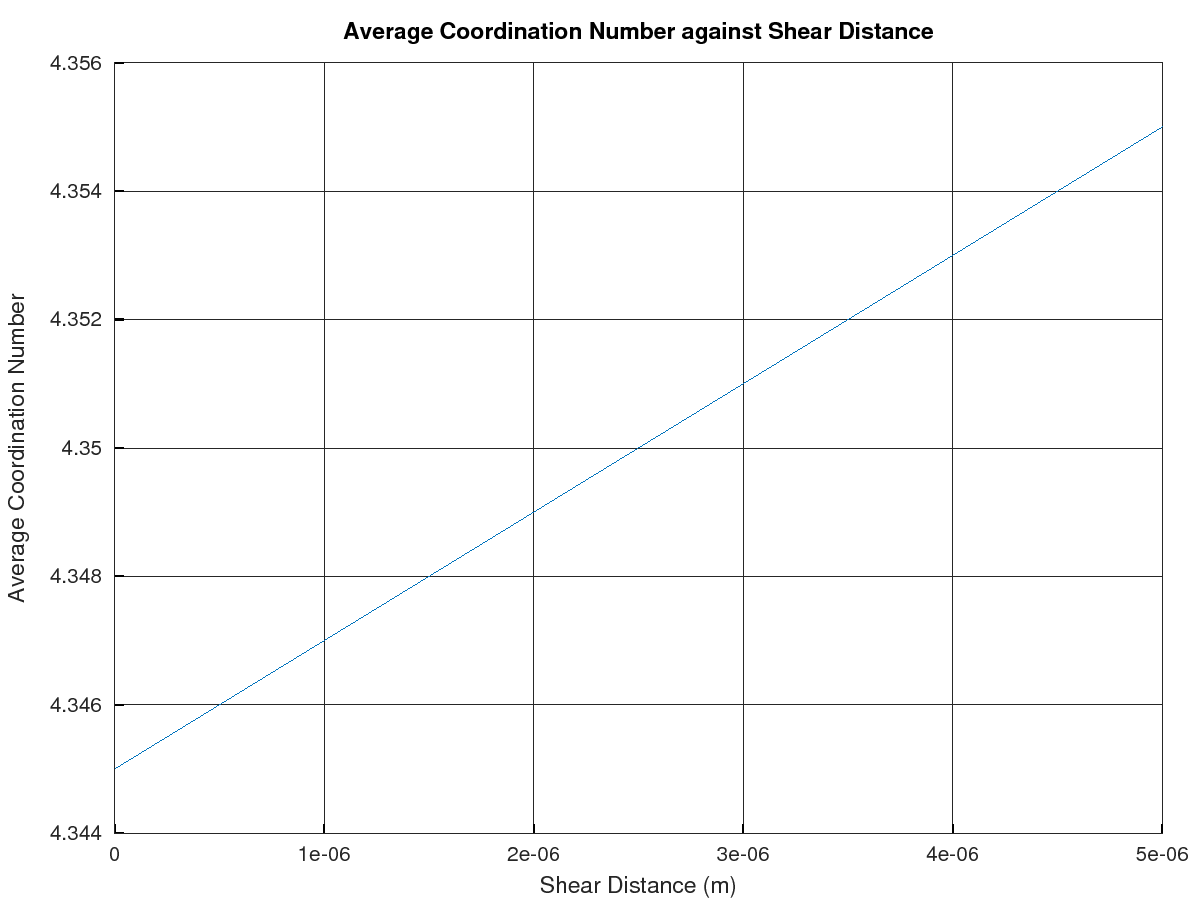 Average Coordination Number against Shear Distance
4.356
4.354
4.352
4.35
4.348
4.346
4.344
Average Coordination Number
0 1e-06 2e-06 3e-06 4e-06 5e-06
Shear Distance (m)